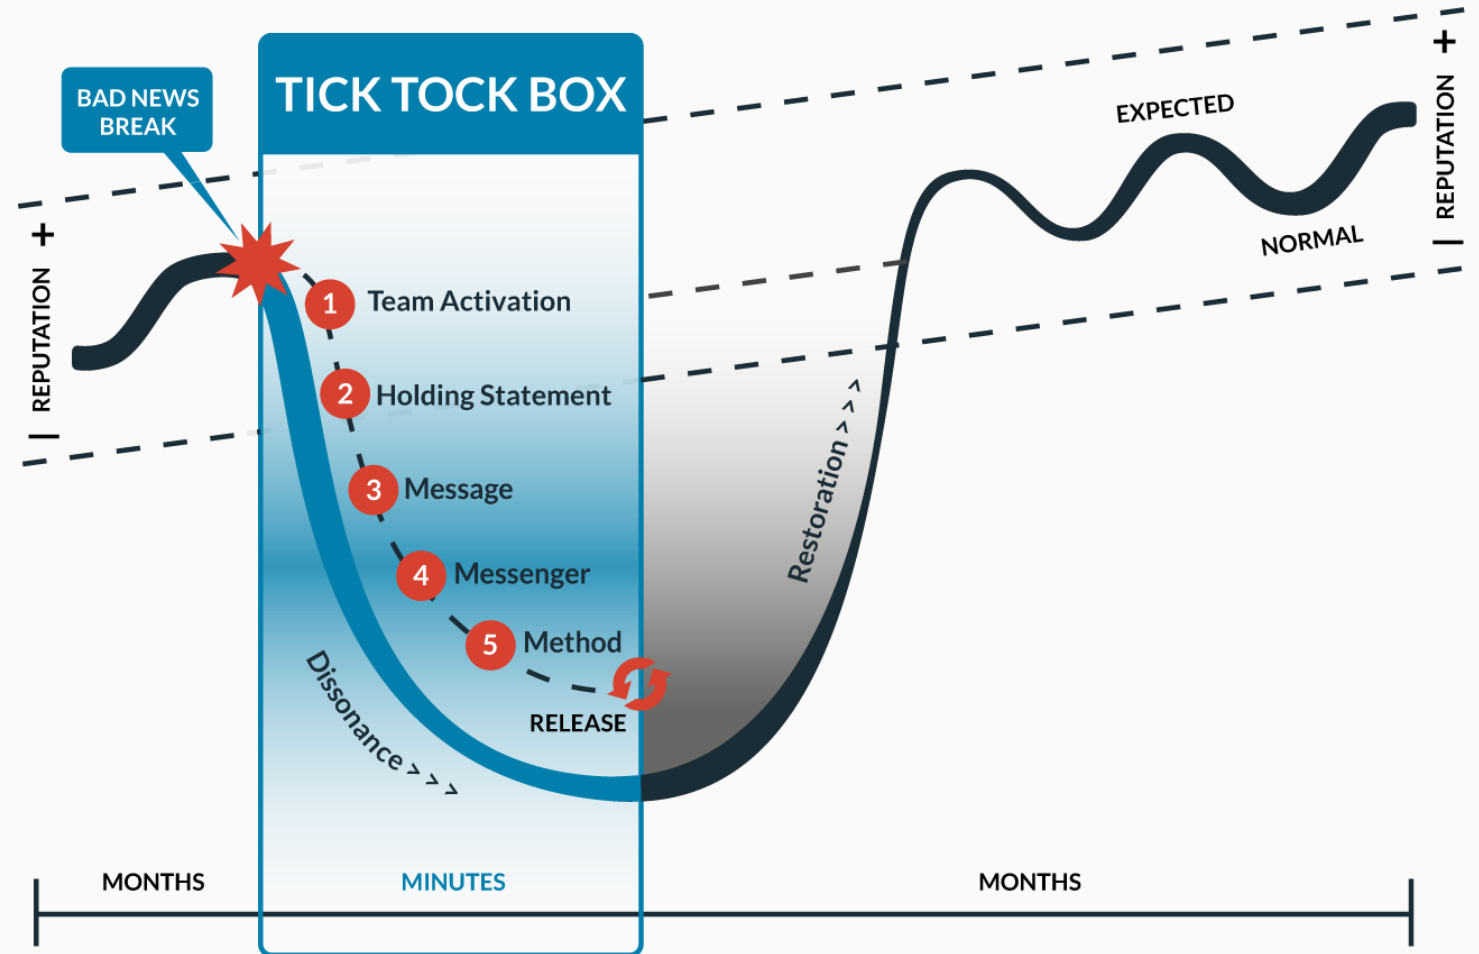 BAD NEWS
BREAK
TICK TOCK BOX
+
REPUTATION
–
1 Team Activation
2 Holding Statement
3 Message
4 Messenger
5 Method
RELEASE
Dissonance > > >
Restoration > > > >
EXPECTED
NORMAL
+
REPUTATION
–
MONTHS
MINUTES
MONTHS